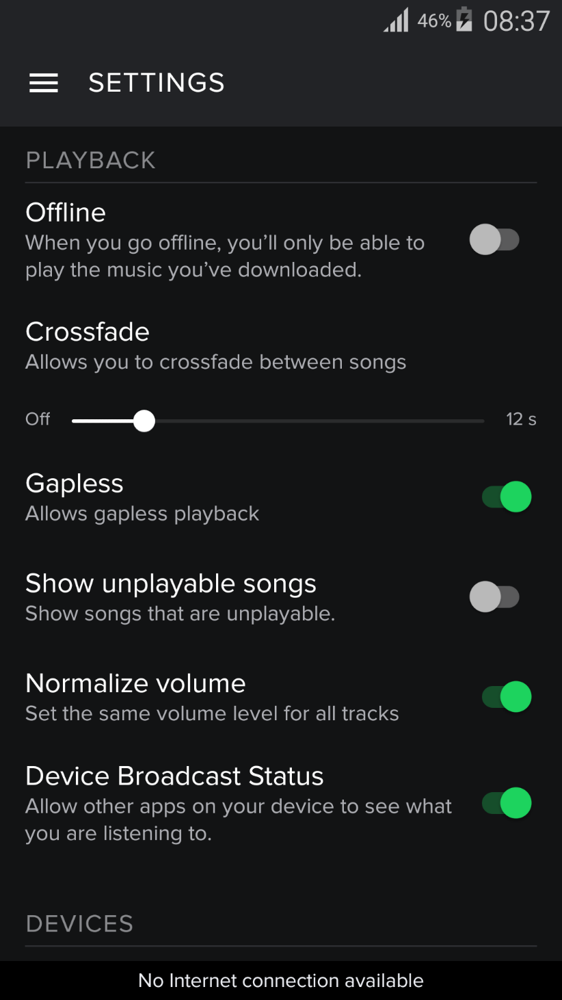 46% 08:37
SETTINGS
PLAYBACK
Offline
When you go offline, you’ll only be able to
play the music you’ve downloaded.
Crossfade
Allows you to crossfade between songs
Off 12 s
Gapless
Allows gapless playback
Show unplayable songs
Show songs that are unplayable.
Normalize volume
Set the same volume level for all tracks
Device Broadcast Status
Allow other apps on your device to see what
you are listening to.
DEVICES
No Internet connection available